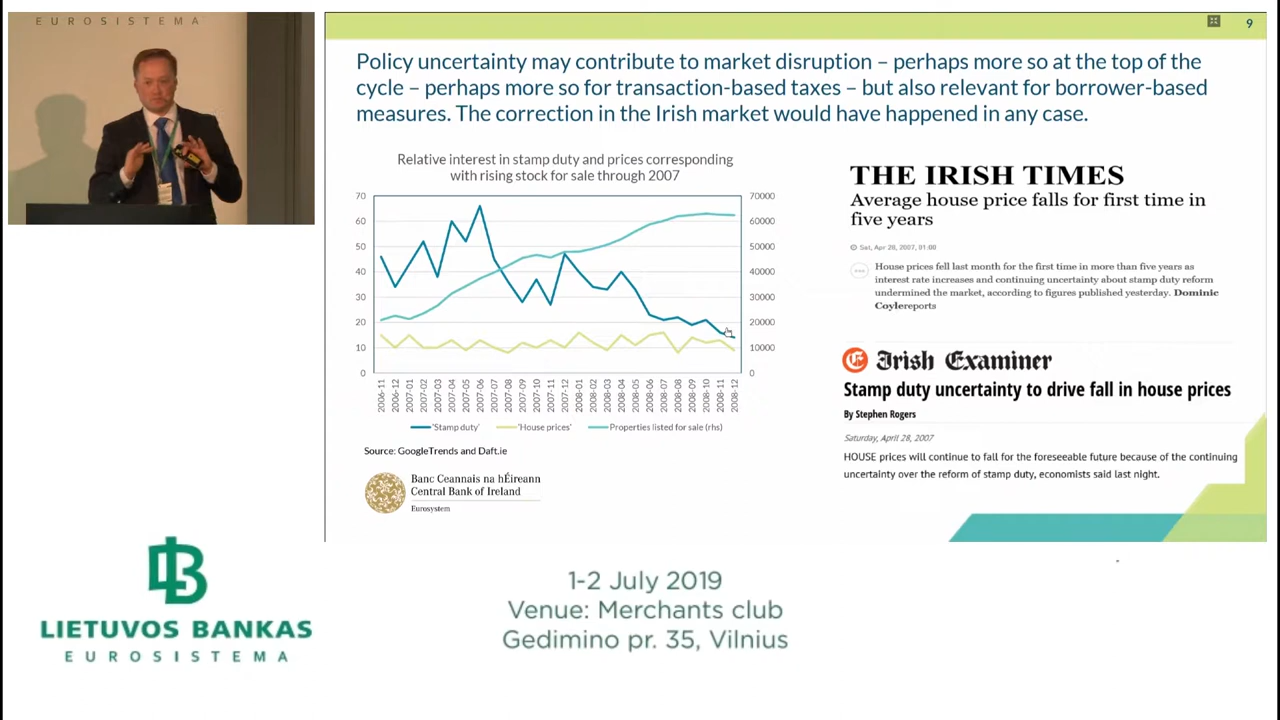 EUROSISTEMA
9
Policy uncertainty may contribute to market disruption – perhaps more so at the top of the
cycle – perhaps more so for transaction-based taxes – but also relevant for borrower-based
measures. The correction in the Irish market would have happened in any case.
Relative interest in stamp duty and prices corresponding
with rising stock for sale through 2007
70
60
50
40
30
20
10
0
70000
60000
50000
40000
30000
20000
10000
0
2006-11
2006-12
2007-01
2007-02
2007-03
2007-04
2007-05
2007-06
2007-07
2007-08
2007-09
2007-10
2007-11
2007-12
2008-01
2008-02
2008-03
2008-04
2008-05
2008-06
2008-07
2008-08
2008-09
2008-10
2008-11
2008-12
'Stamp duty'
'House prices'
Properties listed for sale (rhs)
Source: GoogleTrends and Daft.ie
Banc Ceannais na hÉireann
Central Bank of Ireland
Eurosystem
THE IRISH TIMES
Average house price falls for first time in
five years
Sat, Apr 28, 2007, 01:00
House prices fell last month for the first time in more than five years as
interest rate increases and continuing uncertainty about stamp duty reform
undermined the market, according to figures published yesterday. Dominic
Coylereports
Irish Examiner
Stamp duty uncertainty to drive fall in house prices
By Stephen Rogers
Saturday, April 28, 2007
HOUSE prices will continue to fall for the foreseeable future because of the continuing
uncertainty over the reform of stamp duty, economists said last night.
LIETUVOS BANKAS
EUROSISTEMA
1-2 July 2019
Venue: Merchants club
Gedimino pr. 35, Vilnius